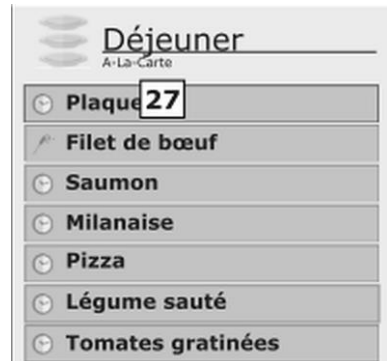 Déjeuner
A-La-Carte
Plaque 27
Filet de bœuf
Saumon
Milanaise
Pizza
Légume sauté
Tomates gratinées